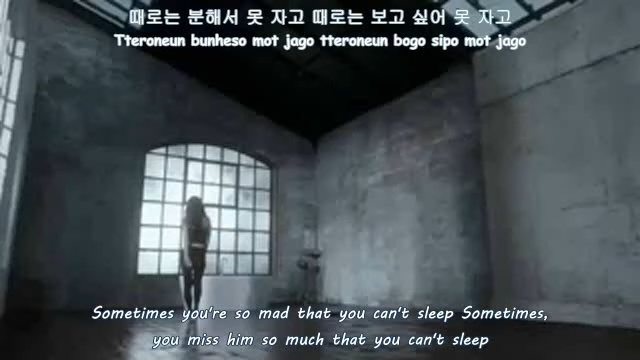 때로는 분해서 못 자고 때로는 보고 싶어 못 자고
Tteroneun bunheso mot jago tteroneun bogo sipo mot jago
Sometimes you're so mad that you can't sleep Sometimes,
you miss him so much that you can't sleep